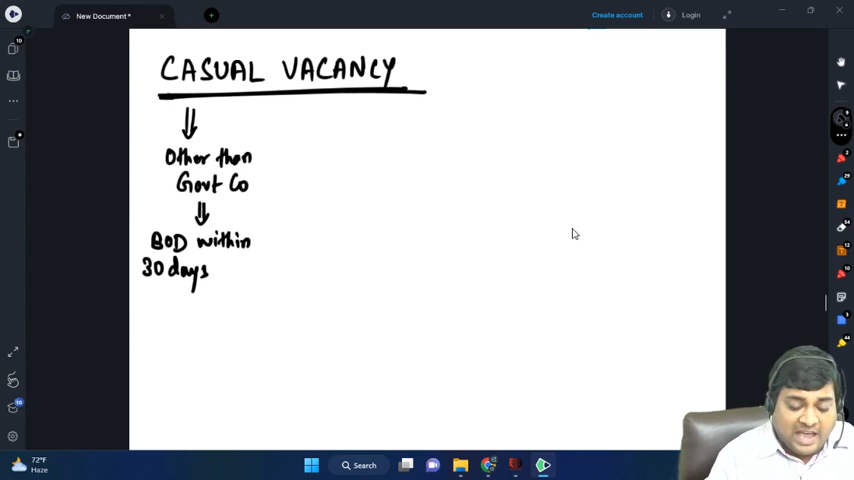 New Document*
Create account
Login
CASUAL VACANCY
Other than
Govt Co
BOD within
30 days
72°F
Haze
Search